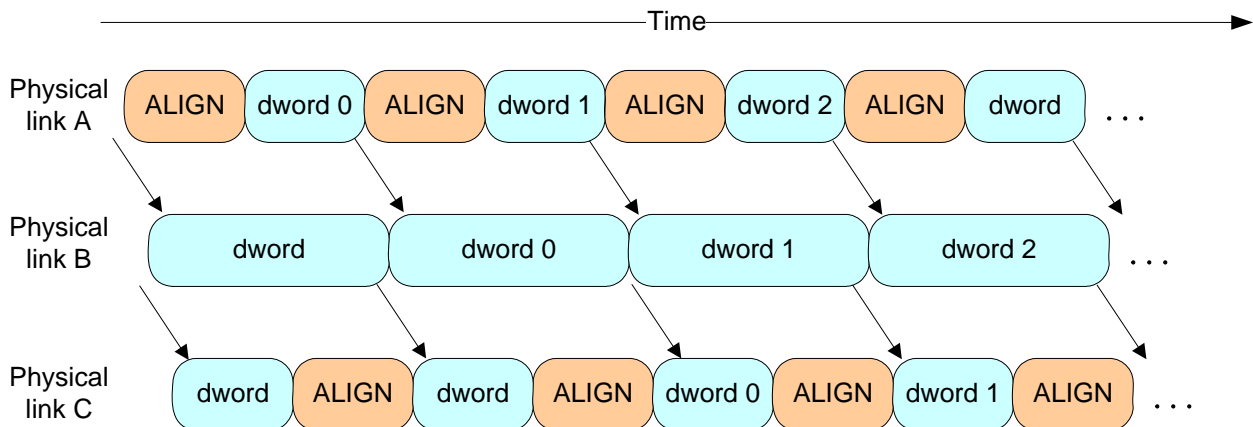 Time
Physical
link A
ALIGN dword 0 ALIGN dword 1 ALIGN dword 2 ALIGN dword . . .
Physical
link B
dword dword 0 dword 1 dword 2 . . .
Physical
link C
dword ALIGN dword ALIGN dword 0 ALIGN dword 1 ALIGN . . .